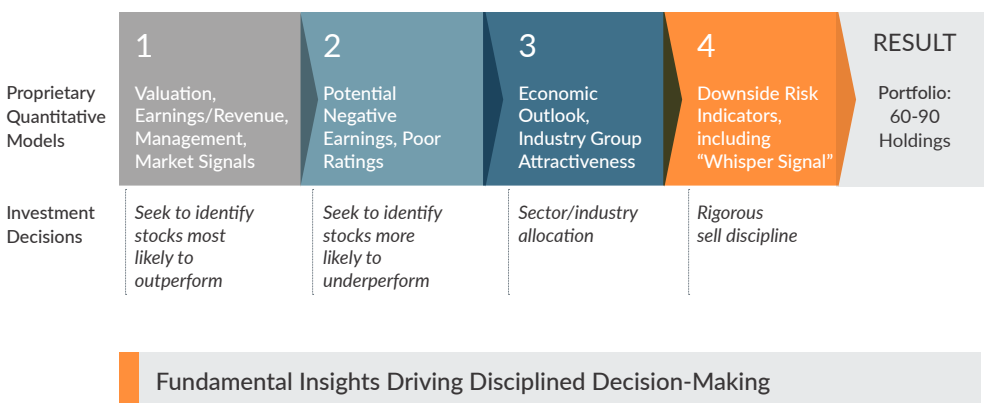 1
2
3
4
RESULT
Proprietary
Quantitative
Models
Valuation,
Earnings/Revenue,
Management,
Market Signals
Potential
Negative
Earnings, Poor
Ratings
Economic
Outlook,
Industry Group
Attractiveness
Downside Risk
Indicators,
including
“Whisper Signal”
Portfolio:
60-90
Holdings
Investment
Decisions
Seek to identify
stocks most
likely to
outperform
Seek to identify
stocks more
likely to
underperform
Sector/industry
allocation
Rigorous
sell discipline
Fundamental Insights Driving Disciplined Decision-Making